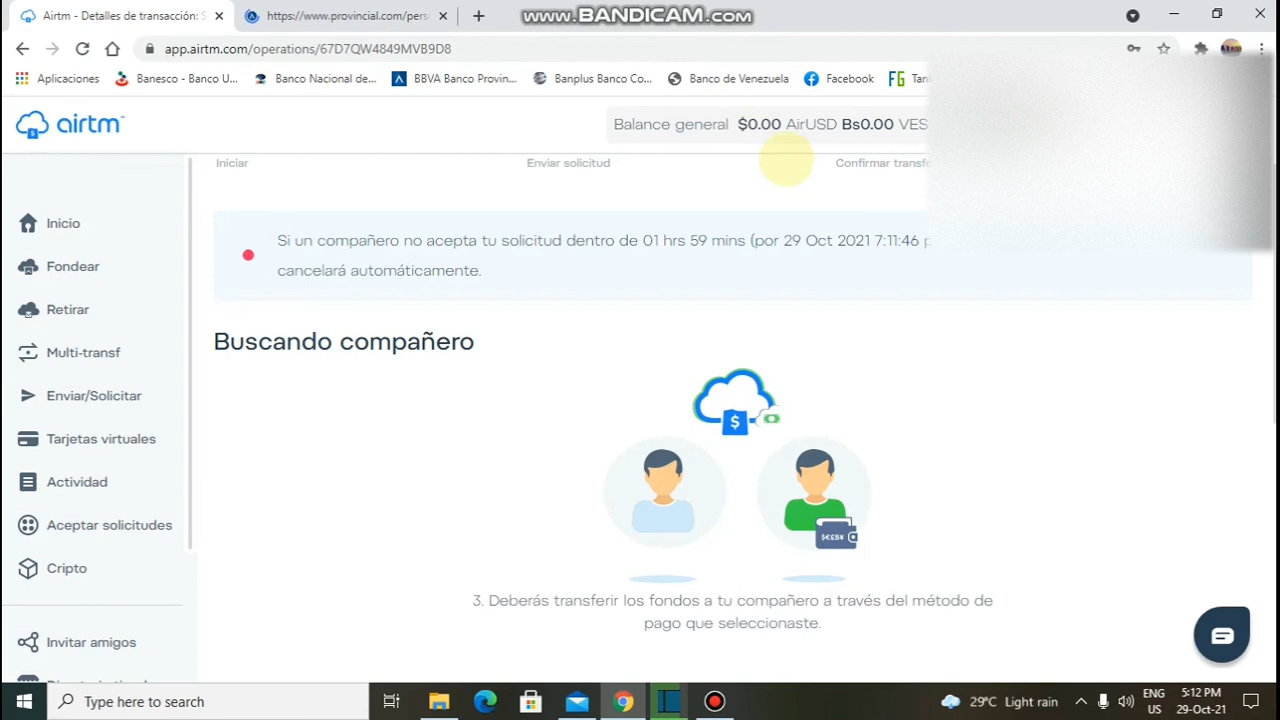 Airtm - Detalles de transacción: S
https://www.provincial.com/pers
www.BANDICAM.com
app.airtm.com/operations/67D7QW4849MVB9D8
Aplicaciones
Banesco - Banco U...
Banco Nacional de...
BBVA Banco Provin...
Banplus Banco Co...
Banco de Venezuela
Facebook
FG
airtm
Balance general $0.00 AirUSD Bs0.00 VES
Iniciar
Enviar solicitud
Confirmar
Si un compañero no acepta tu solicitud dentro de 01 hrs 59 mins (por 29 Oct 2021 7:11:46
cancelará automáticamente.
Inicio
Fondear
Retirar
Multi-transf
Enviar/Solicitar
Tarjetas virtuales
Actividad
Aceptar solicitudes
Cripto
Invitar amigos
Buscando compañero
3. Deberás transferir los fondos a tu compañero a través del método de
pago que seleccionaste.
Type here to search
29°C Light rain
ENG
US
5:12 PM
29-Oct-21